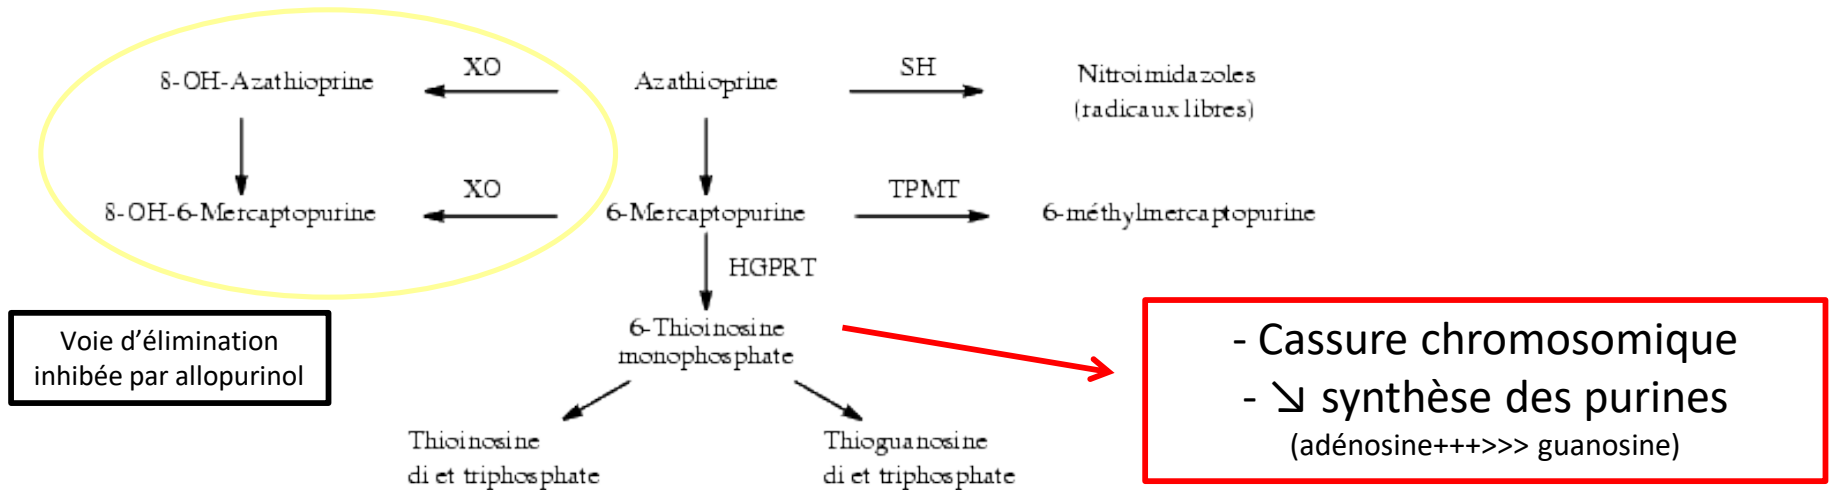 8-OH-Azathioprine
XO
Azathioprine
SH
Nitroimidazoles
(radicaux libres)
8-OH-6-Mercaptopurine
XO
6-Mercaptopurine
TPMT
6-méthylmercaptopurine
HGPRT
Voie d’élimination
inhibée par allopurinol
6-Thioinosine
monophosphate
- Cassure chromosomique
- ↘ synthèse des purines
(adénosine+++>>> guanosine)
Thioinosine
di et triphosphate
Thioguanosine
di et triphosphate